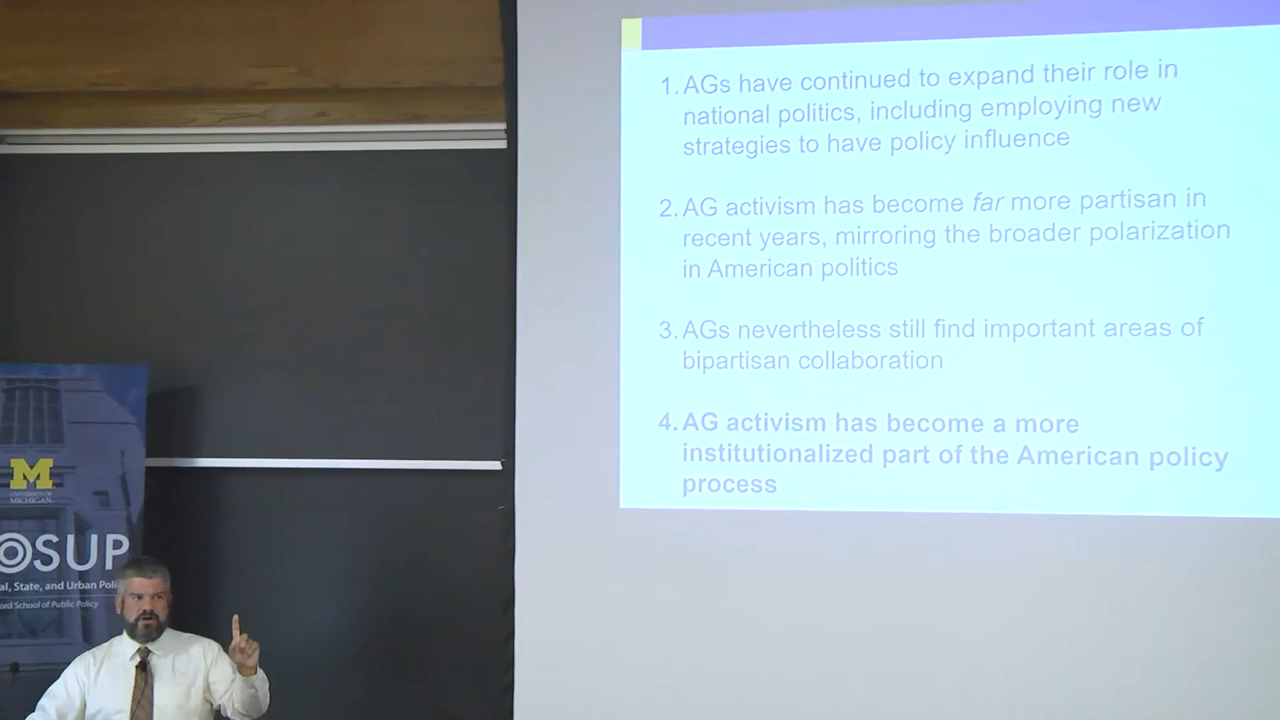 1. AGs have continued to expand their role in
national politics, including employing new
strategies to have policy influence
2. AG activism has become far more partisan in
recent years, mirroring the broader polarization
in American politics
3. AGs nevertheless still find important areas of
bipartisan collaboration
4. AG activism has become a more
institutionalized part of the American policy
process
M
UNIVERSITY OF
MICHIGAN
OSUP
al, State, and Urban Poli
ord School of Public Policy